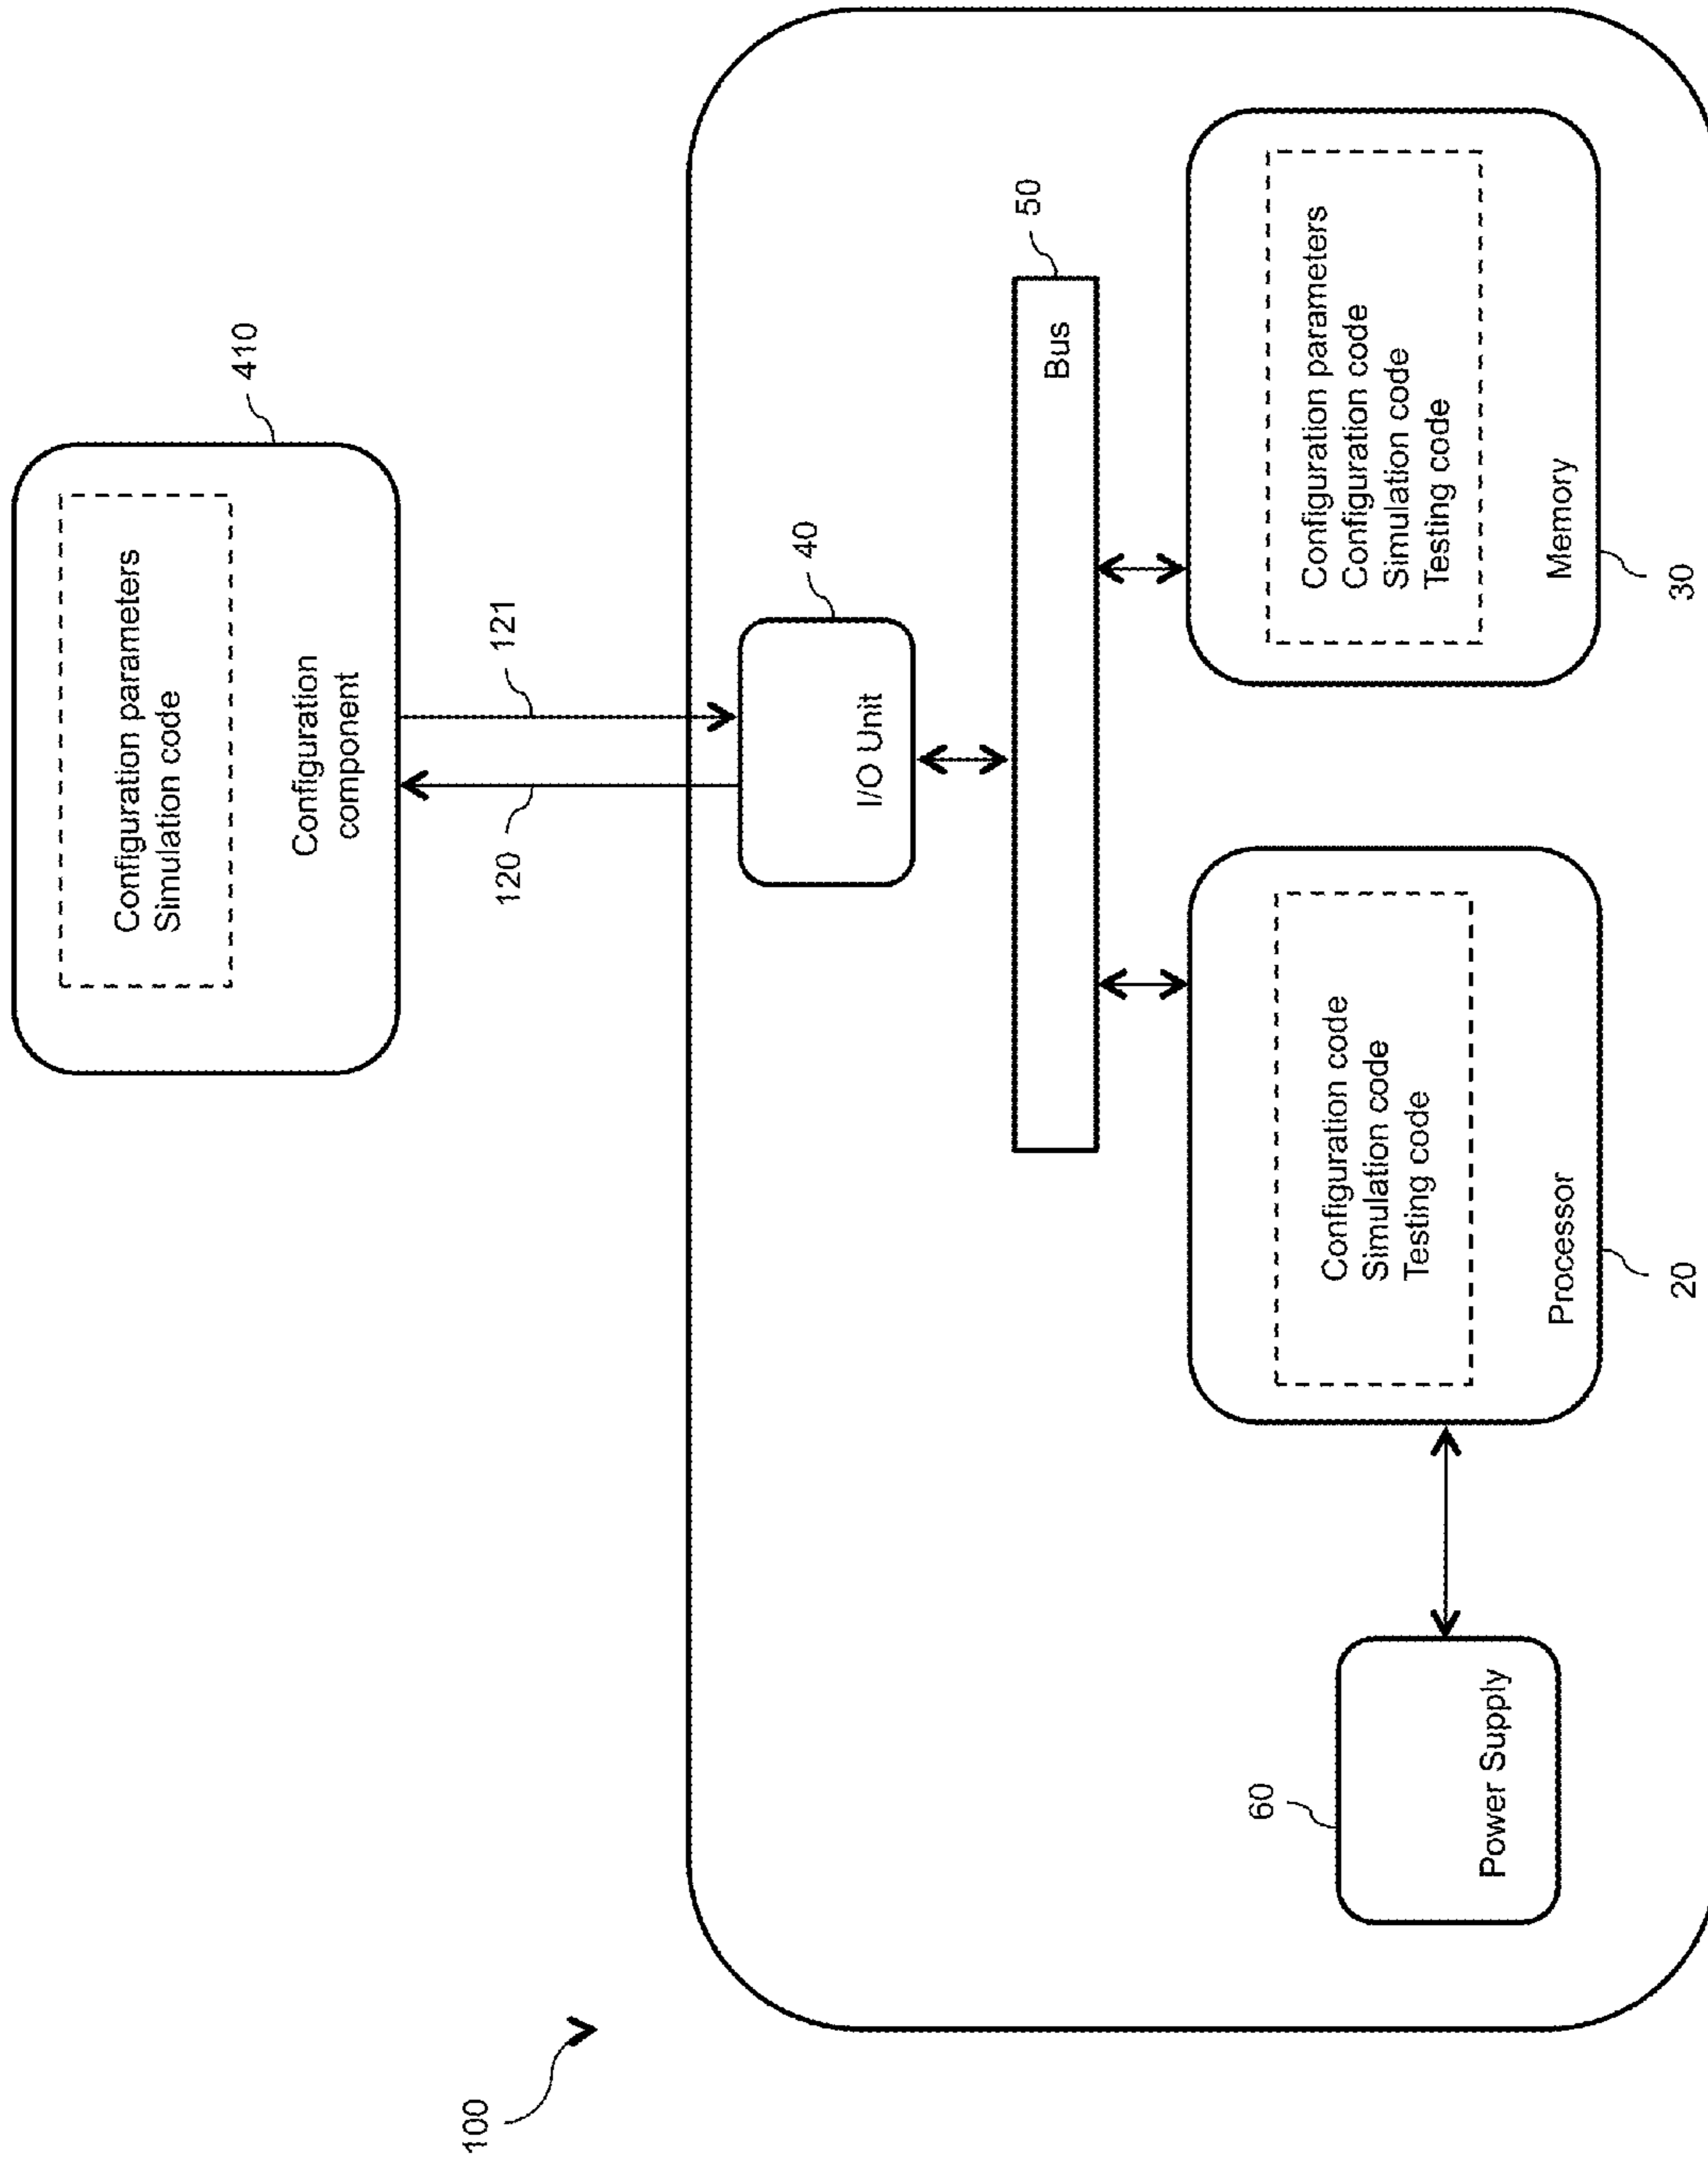 100
410
Configuration parameters
Simulation code
Configuration
component
120
121
40
I/O Unit
50
Bus
60
Power Supply
Configuration code
Simulation code
Testing code
Processor
20
Configuration parameters
Configuration code
Simulation code
Testing code
Memory
30